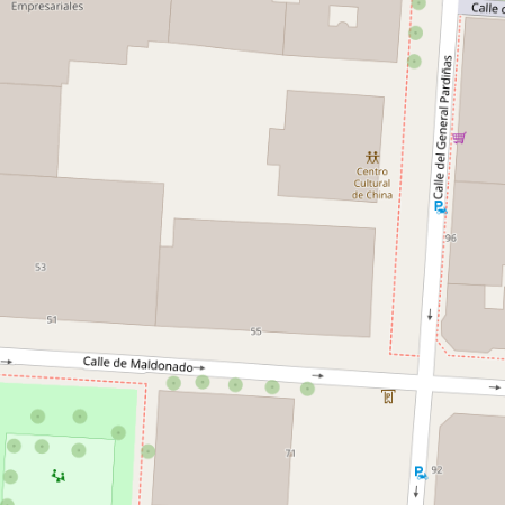 Empresariales
Calle d
Calle del General Pardiñas
Centro
Cultural
de China
96
53
51
55
Calle de Maldonado
71
92